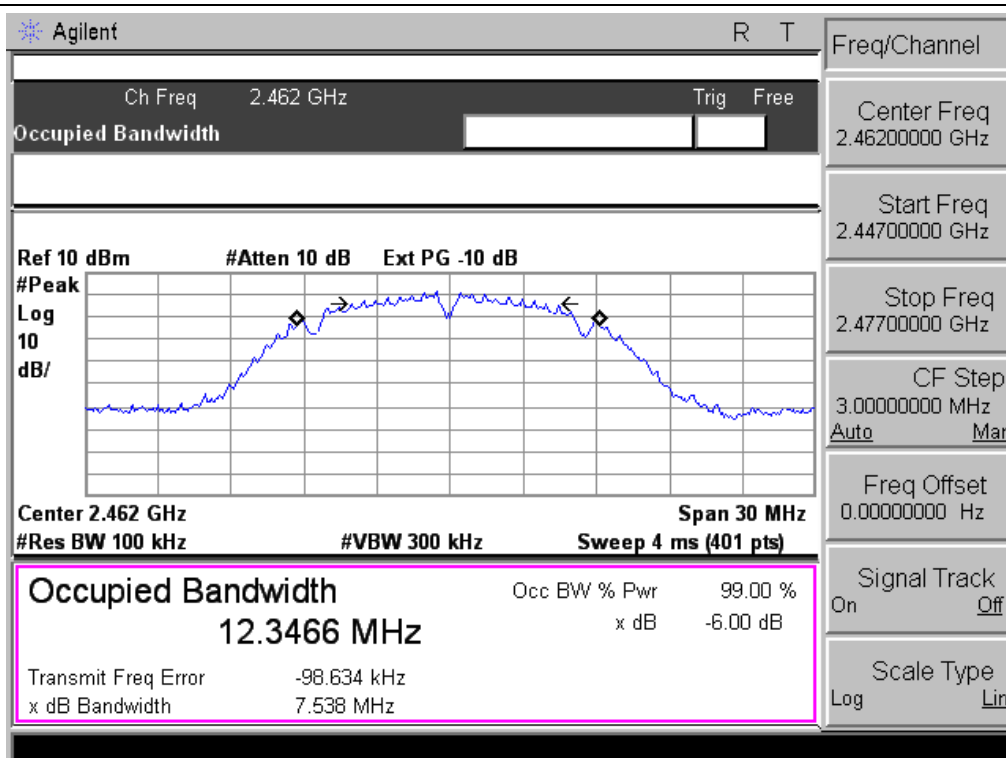 Agilent R T
Ch Freq 2.462 GHz Trig Free
Occupied Bandwidth
Ref 10 dBm #Atten 10 dB Ext PG -10 dB
#Peak
Log
10
dB/
Center 2.462 GHz Span 30 MHz
#Res BW 100 kHz #VBW 300 kHz Sweep 4 ms (401 pts)
Occupied Bandwidth
12.3466 MHz
Occ BW % Pwr 99.00 %
x dB -6.00 dB
Transmit Freq Error -98.634 kHz
x dB Bandwidth 7.538 MHz
Freq/Channel
Center Freq
2.46200000 GHz
Start Freq
2.44700000 GHz
Stop Freq
2.47700000 GHz
CF Step
3.00000000 MHz
Auto Man
Freq Offset
0.00000000 Hz
Signal Track
On Off
Scale Type
Log Lin